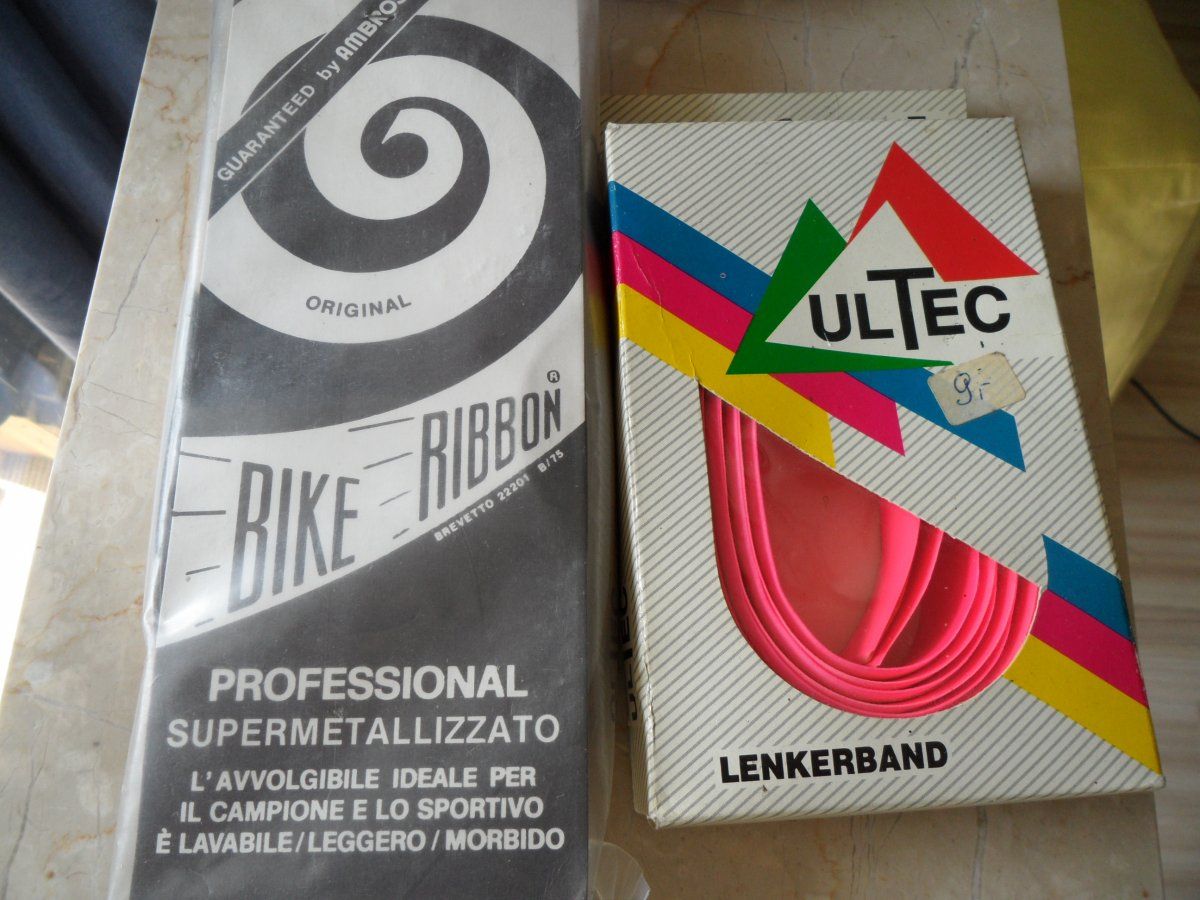 GUARANTEED by AMBROS
ORIGINAL
BIKE RIBBON ®
BREVETTO 22201 B/75
PROFESSIONAL
SUPERMETALLIZZATO
L'AVVOLGIBILE IDEALE PER
IL CAMPIONE E LO SPORTIVO
È LAVABILE/LEGGERO/MORBIDO
ULTEC
9,-
LENKERBAND